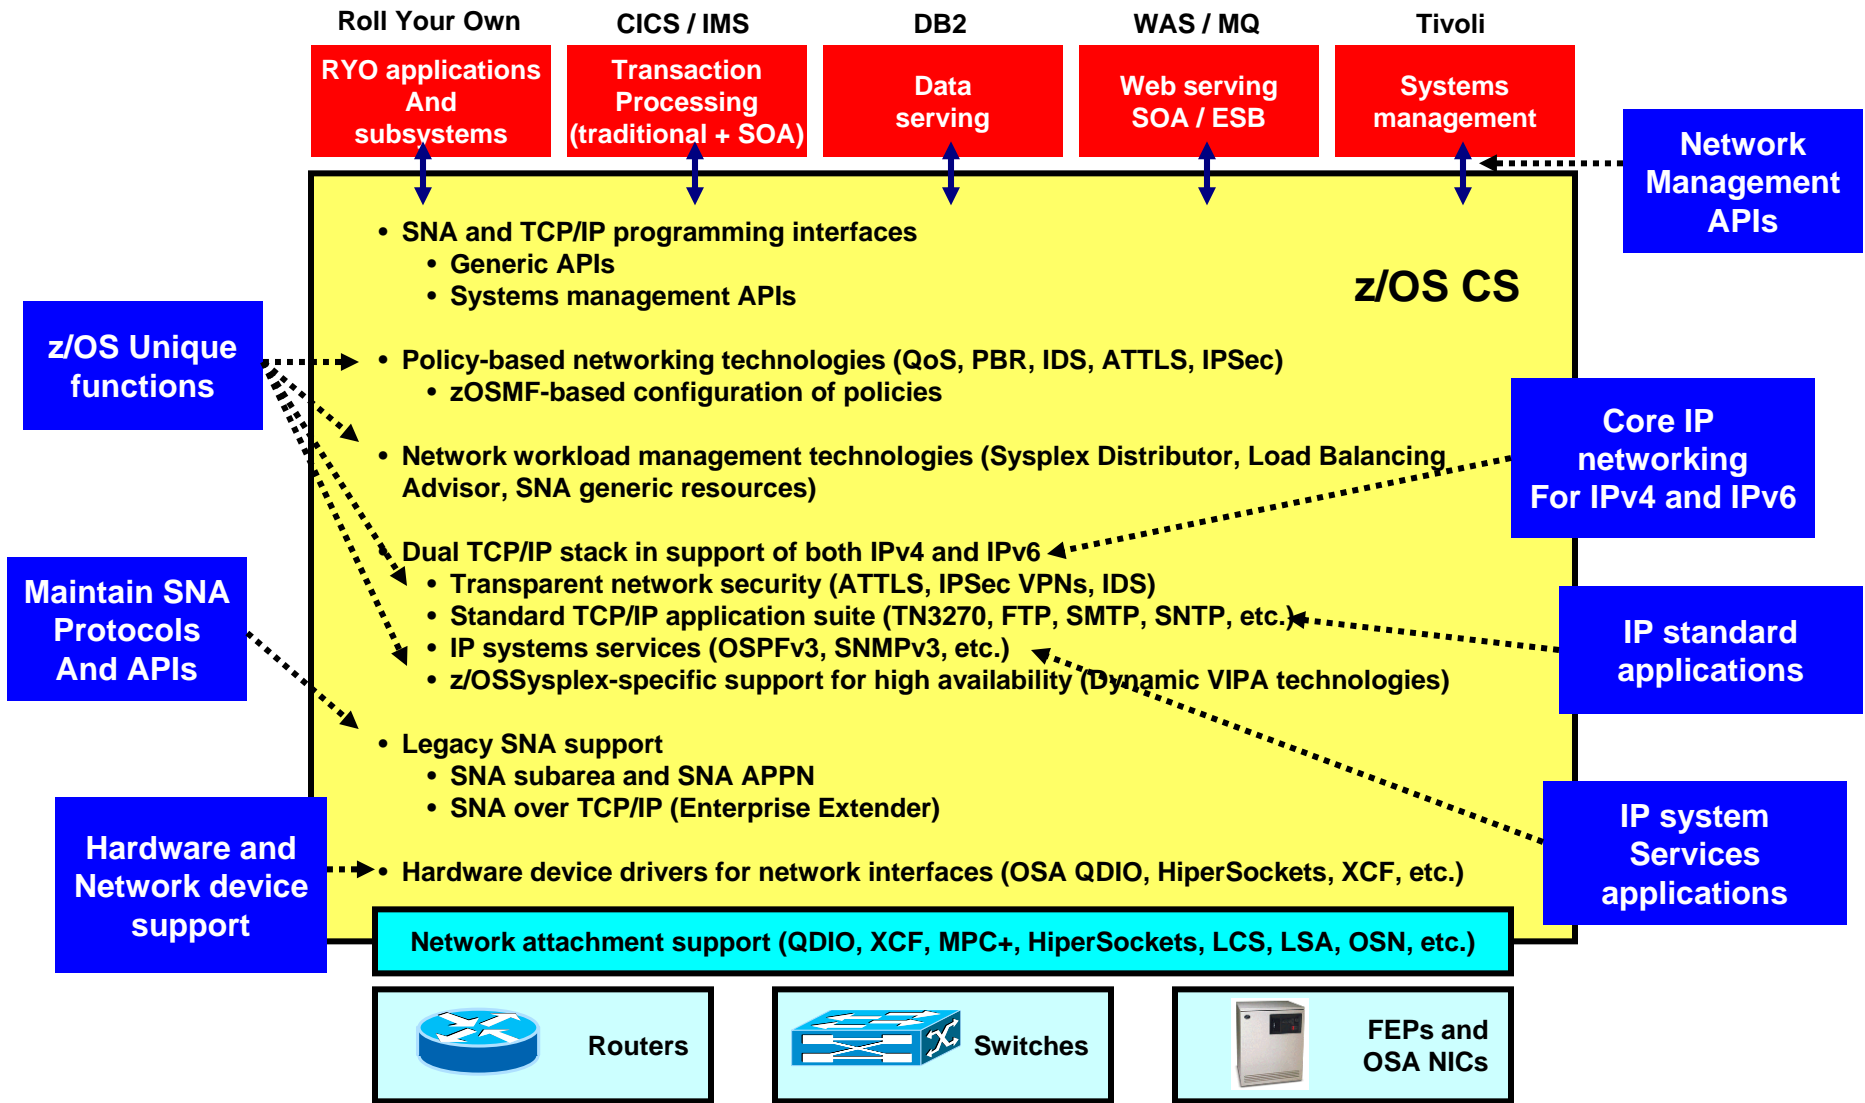 Roll Your Own
CICS / IMS
DB2
WAS / MQ
Tivoli
RYO applications
And
subsystems
Transaction
Processing
(traditional + SOA)
Data
serving
Web serving
SOA / ESB
Systems
management
Network
Management
APIs
z/OS CS
• SNA and TCP/IP programming interfaces
• Generic APIs
• Systems management APIs
z/OS Unique
functions
• Policy-based networking technologies (QoS, PBR, IDS, ATTLS, IPSec)
• zOSMF-based configuration of policies
• Network workload management technologies (Sysplex Distributor, Load Balancing
Advisor, SNA generic resources)
Core IP
networking
For IPv4 and IPv6
• Dual TCP/IP stack in support of both IPv4 and IPv6
• Transparent network security (ATTLS, IPSec VPNs, IDS)
• Standard TCP/IP application suite (TN3270, FTP, SMTP, SNTP, etc.)
• IP systems services (OSPFv3, SNMPv3, etc.)
• z/OSSysplex-specific support for high availability (Dynamic VIPA technologies)
Maintain SNA
Protocols
And APIs
IP standard
applications
• Legacy SNA support
• SNA subarea and SNA APPN
• SNA over TCP/IP (Enterprise Extender)
Hardware and
Network device
support
IP system
Services
applications
• Hardware device drivers for network interfaces (OSA QDIO, HiperSockets, XCF, etc.)
Network attachment support (QDIO, XCF, MPC+, HiperSockets, LCS, LSA, OSN, etc.)
Routers
Switches
FEPs and
OSA NICs